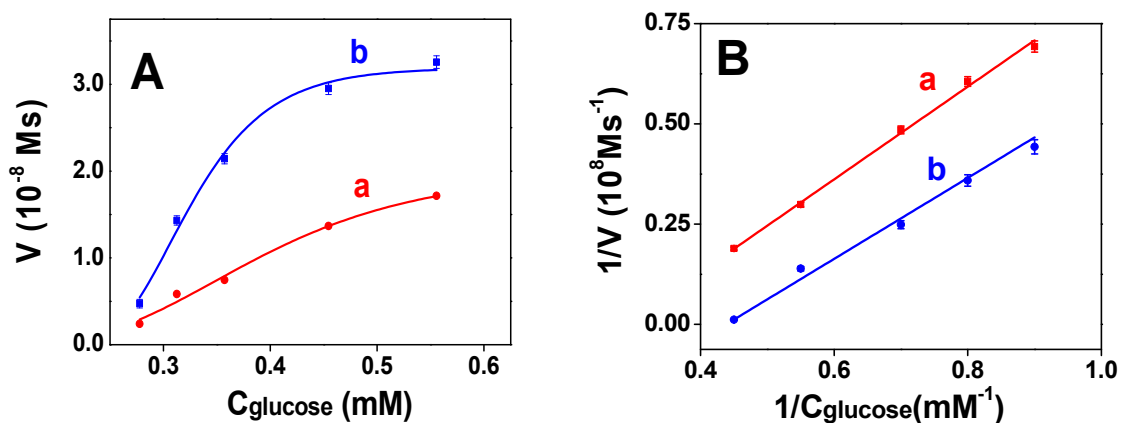 A
b
a
3.0
2.0
1.0
0.0
V (10⁻⁸ Ms)
0.3 0.4 0.5 0.6
Cglucose (mM)
B
a
b
0.75
0.50
0.25
0.00
1/V (10⁸Ms⁻¹)
0.4 0.6 0.8 1.0
1/Cglucose(mM⁻¹)